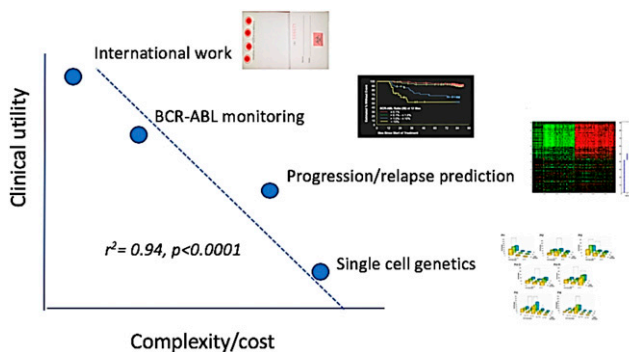 International work
BCR-ABL monitoring
Progression/relapse prediction
Single cell genetics
r²= 0.94, p<0.0001
Clinical utility
Complexity/cost